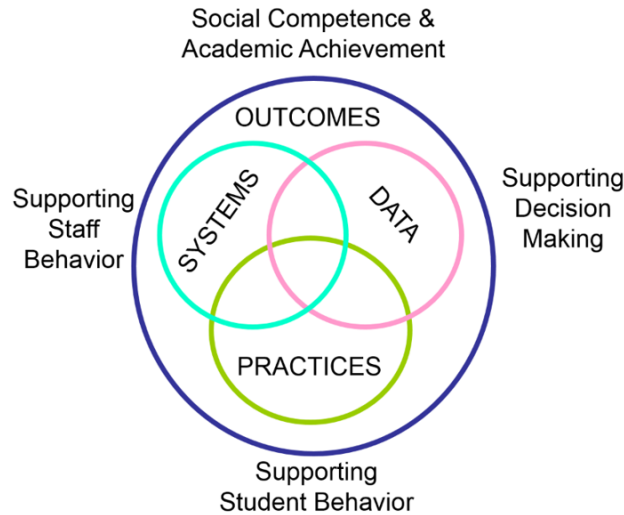 Social Competence &
Academic Achievement
OUTCOMES
Supporting
Staff
Behavior
SYSTEMS
DATA
Supporting
Decision
Making
PRACTICES
Supporting
Student Behavior